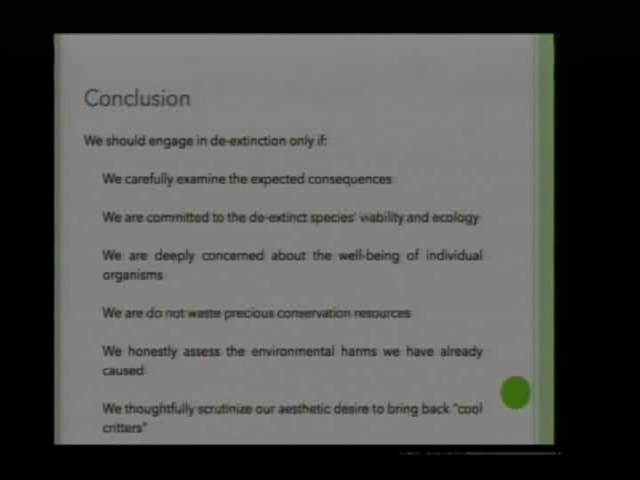 Conclusion
We should engage in de-extinction only if:
We carefully examine the expected consequences
We are committed to the de-extinct species' viability and ecology
We are deeply concerned about the well-being of individual
organisms
We are do not waste precious conservation resources
We honestly assess the environmental harms we have already
caused
We thoughtfully scrutinize our aesthetic desire to bring back "cool
critters"